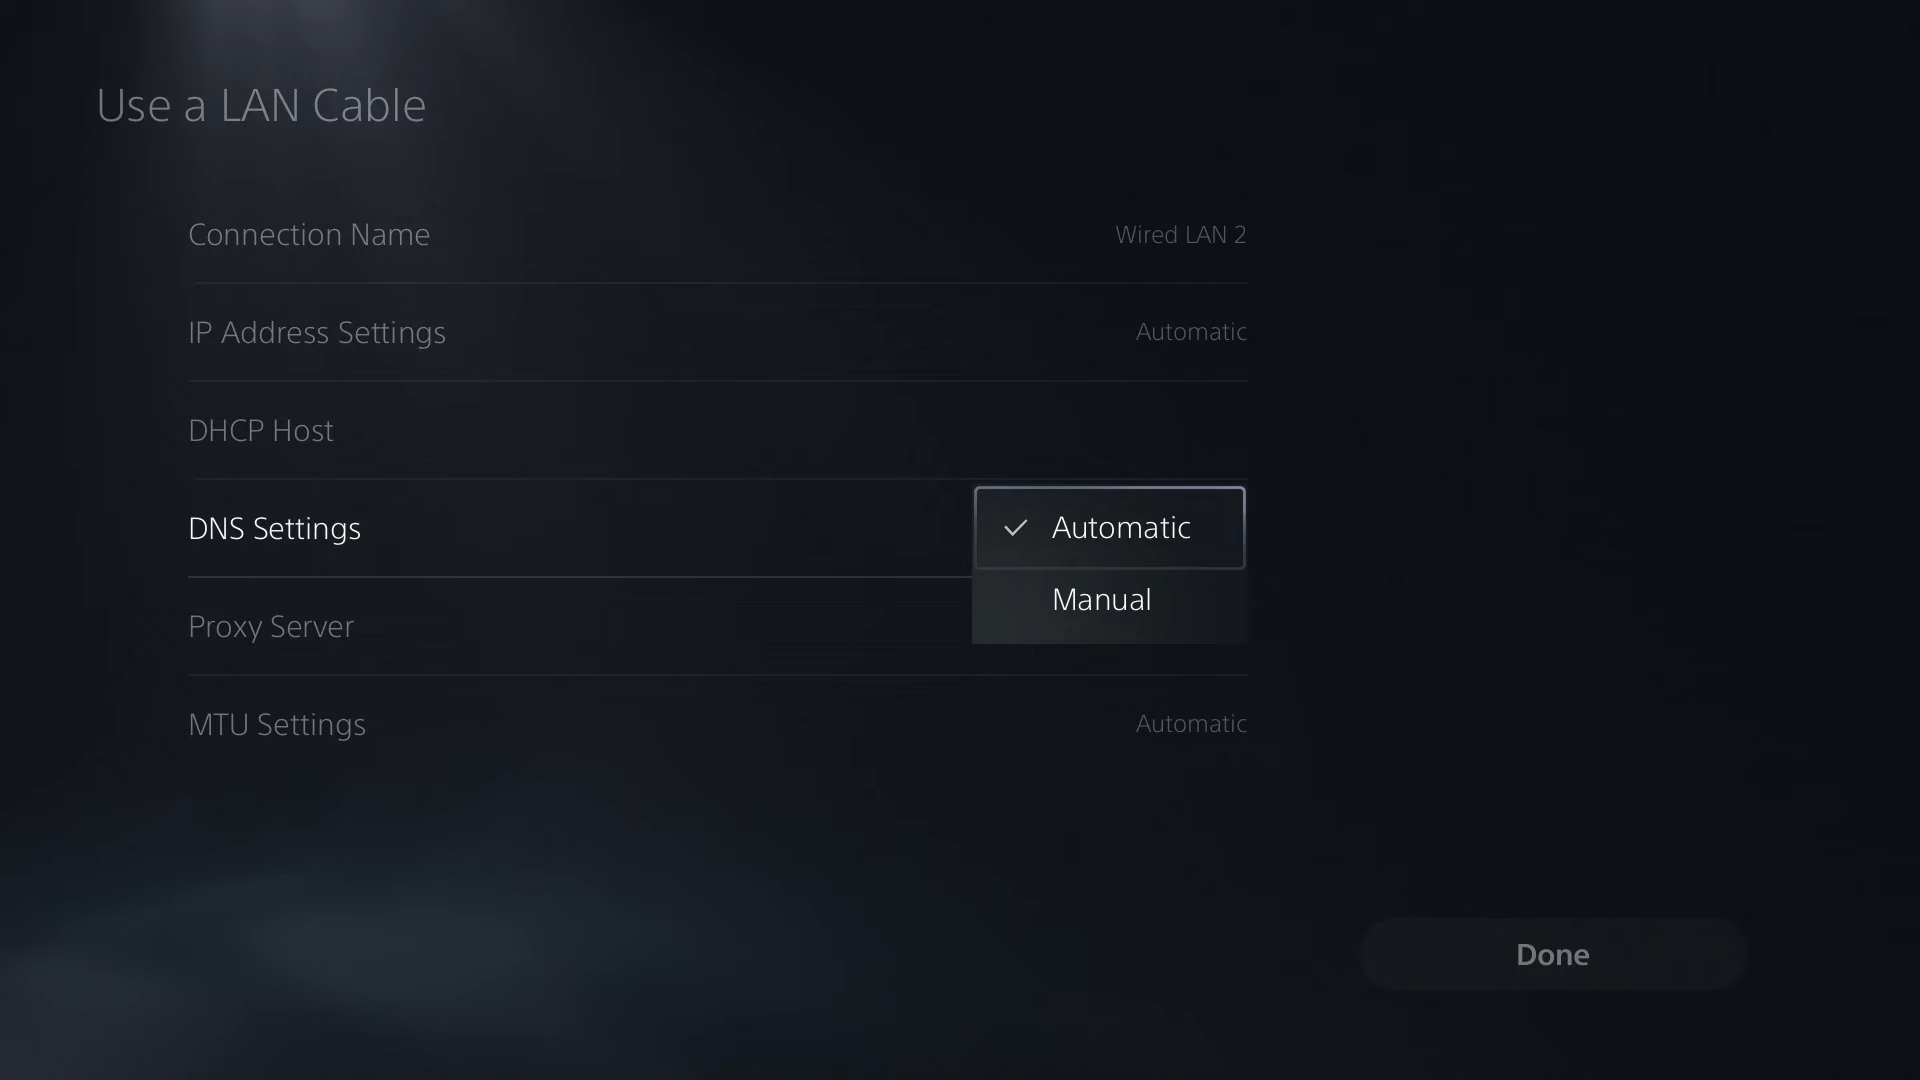 Use a LAN Cable
Connection Name Wired LAN 2
IP Address Settings Automatic
DHCP Host
DNS Settings Automatic
Manual
Proxy Server
MTU Settings Automatic
Done